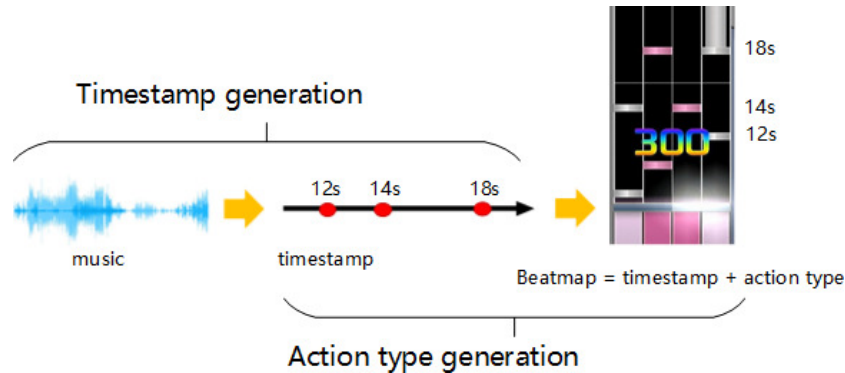 Timestamp generation
18s
14s
12s
300
12s 14s 18s
music
timestamp
Beatmap = timestamp + action type
Action type generation